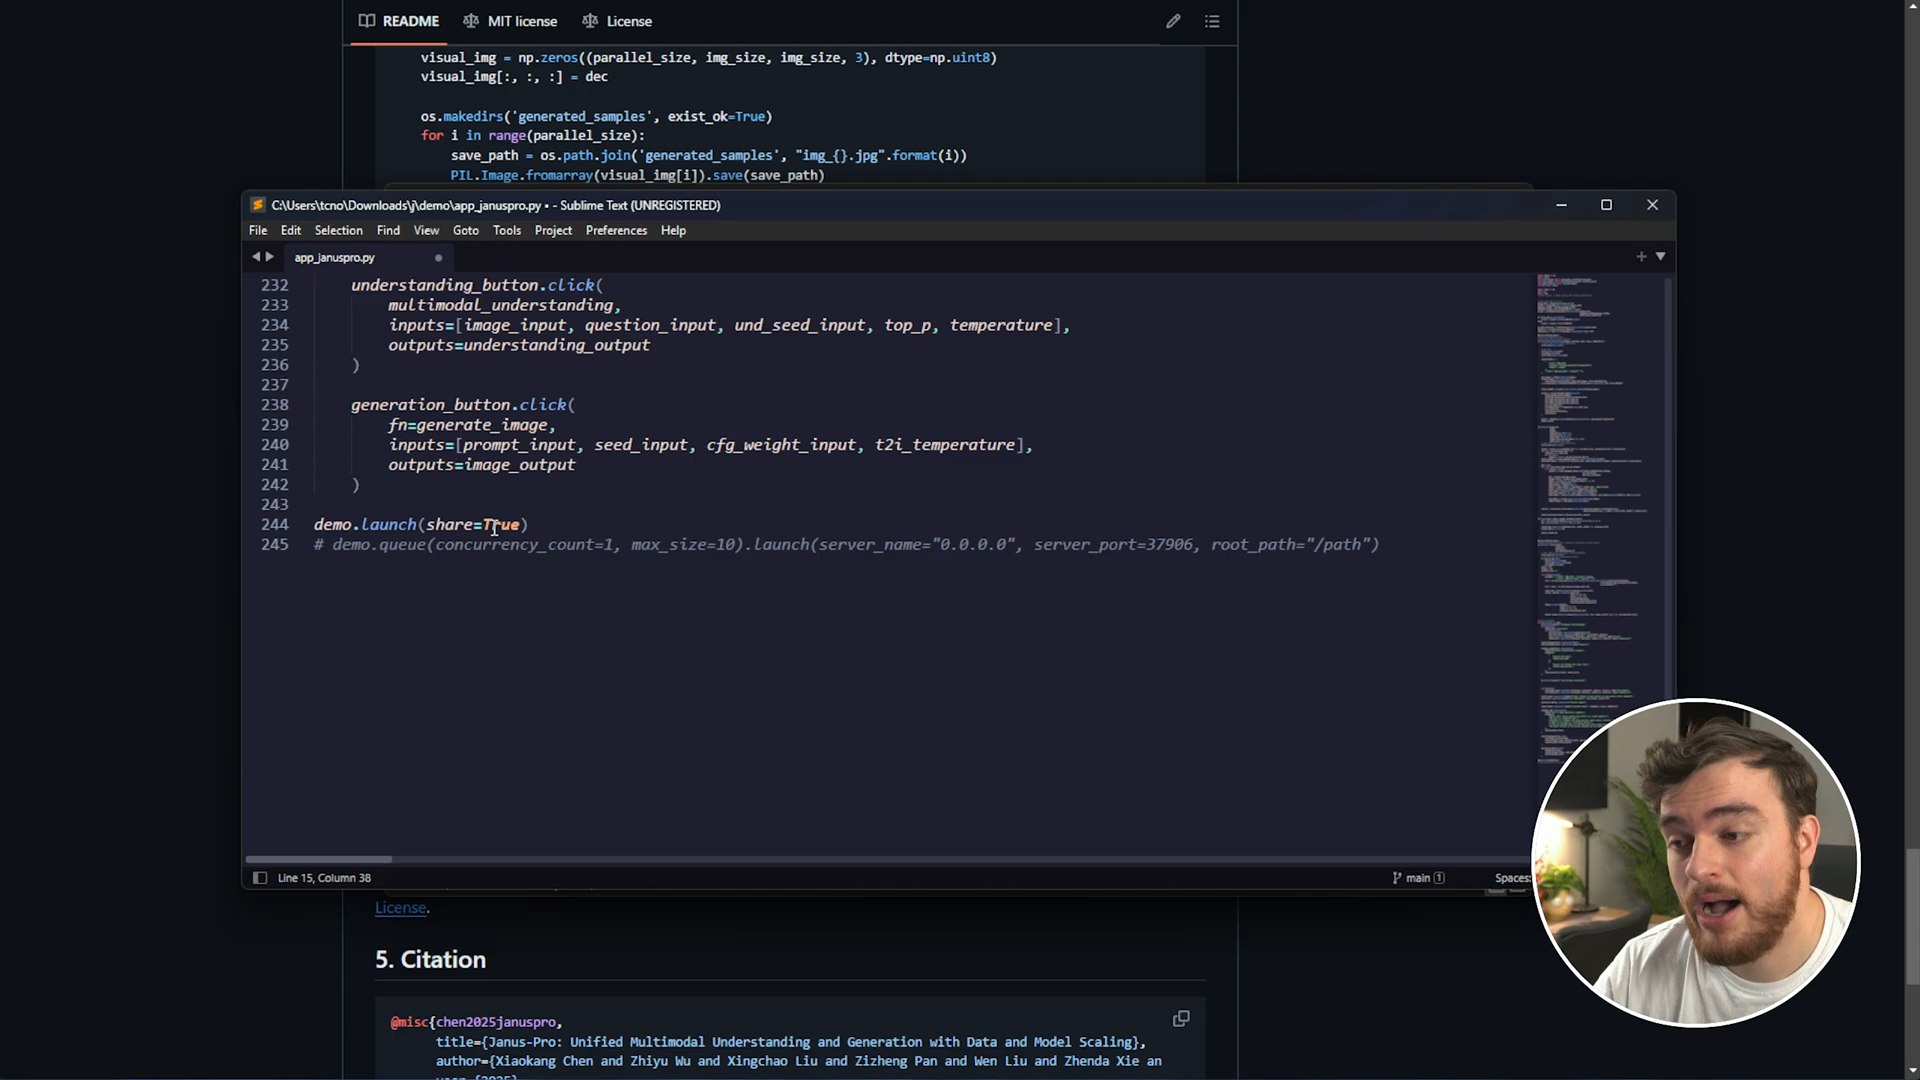 README MIT license License
visual_img = np.zeros((parallel_size, img_size, img_size, 3), dtype=np.uint8)
visual_img[:, :, :] = dec
os.makedirs('generated_samples', exist_ok=True)
for i in range(parallel_size):
save_path = os.path.join('generated_samples', "img_{}.jpg".format(i))
PIL.Image.fromarray(visual_img[i]).save(save_path)
C:\Users\tcno\Downloads\j\demo\app_januspro.py • - Sublime Text (UNREGISTERED)
File Edit Selection Find View Goto Tools Project Preferences Help
app_januspro.py
232 understanding_button.click(
233 multimodal_understanding,
234 inputs=[image_input, question_input, und_seed_input, top_p, temperature],
235 outputs=understanding_output
236 )
237
238 generation_button.click(
239 fn=generate_image,
240 inputs=[prompt_input, seed_input, cfg_weight_input, t2i_temperature],
241 outputs=image_output
242 )
243
244 demo.launch(share=True)
245 # demo.queue(concurrency_count=1, max_size=10).launch(server_name="0.0.0.0", server_port=37906, root_path="/path")
Line 15, Column 38 main 1 Spaces:
License.
5. Citation
@misc{chen2025januspro,
title={Janus-Pro: Unified Multimodal Understanding and Generation with Data and Model Scaling},
author={Xiaokang Chen and Zhiyu Wu and Xingchao Liu and Zizheng Pan and Wen Liu and Zhenda Xie an